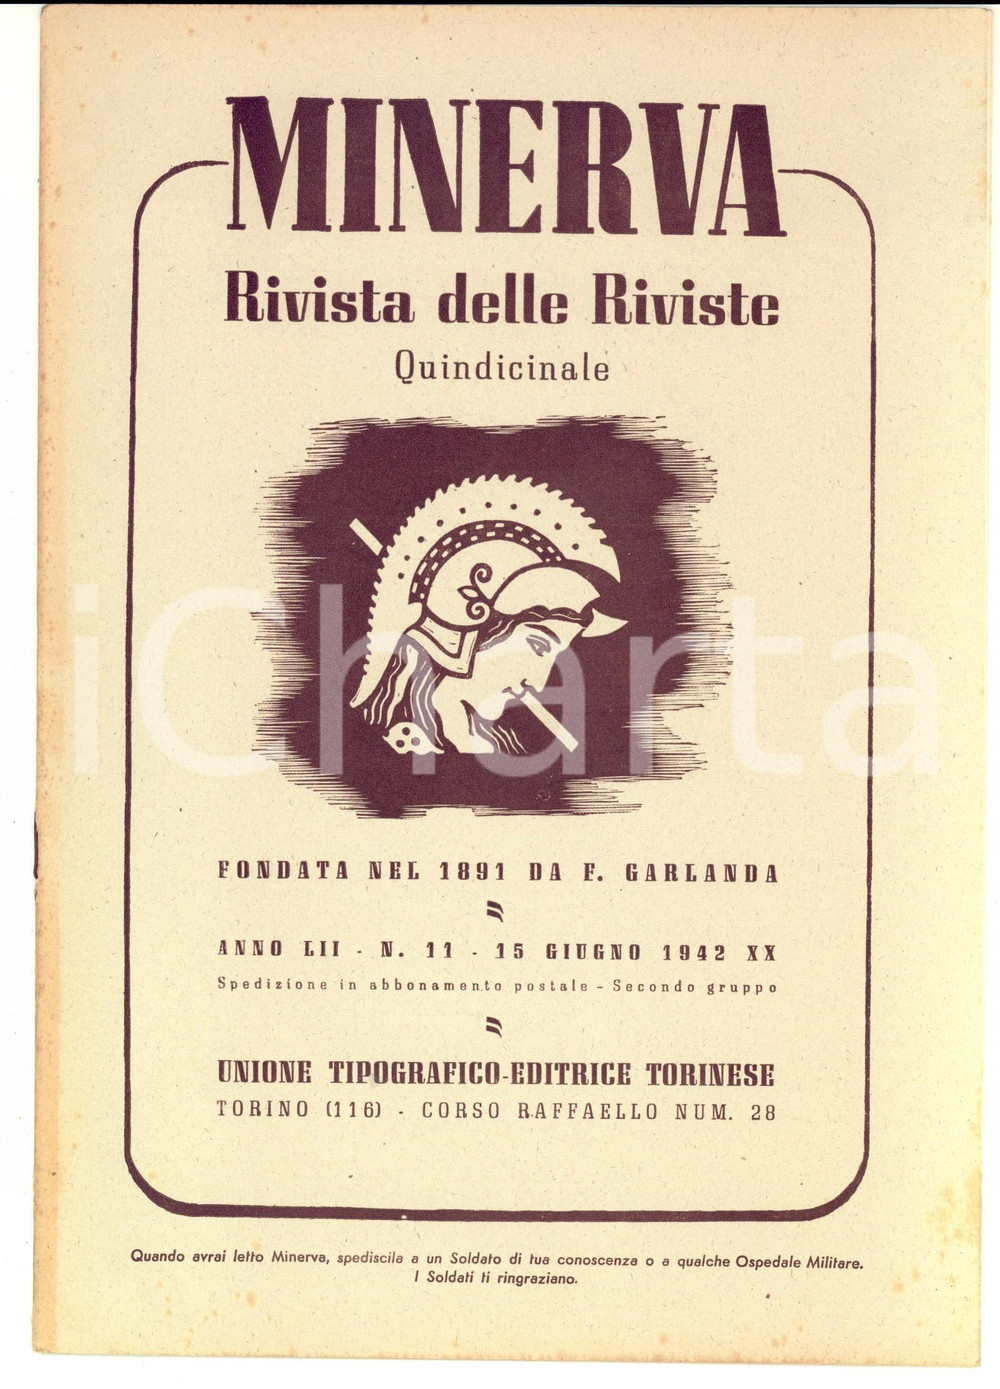 MINERVA
Rivista delle Riviste
Quindicinale
FONDATA NEL 1891 DA F. GARLANDA
ANNO LII - N. 11 - 15 GIUGNO 1942 XX
Spedizione in abbonamento postale - Secondo gruppo
UNIONE TIPOGRAFICO-EDITRICE TORINESE
TORINO (116) - CORSO RAFFAELLO NUM. 28
Quando avrai letto Minerva, spediscila a un Soldato di tua conoscenza o a qualche Ospedale Militare.
I Soldati ti ringraziano.
iCharta